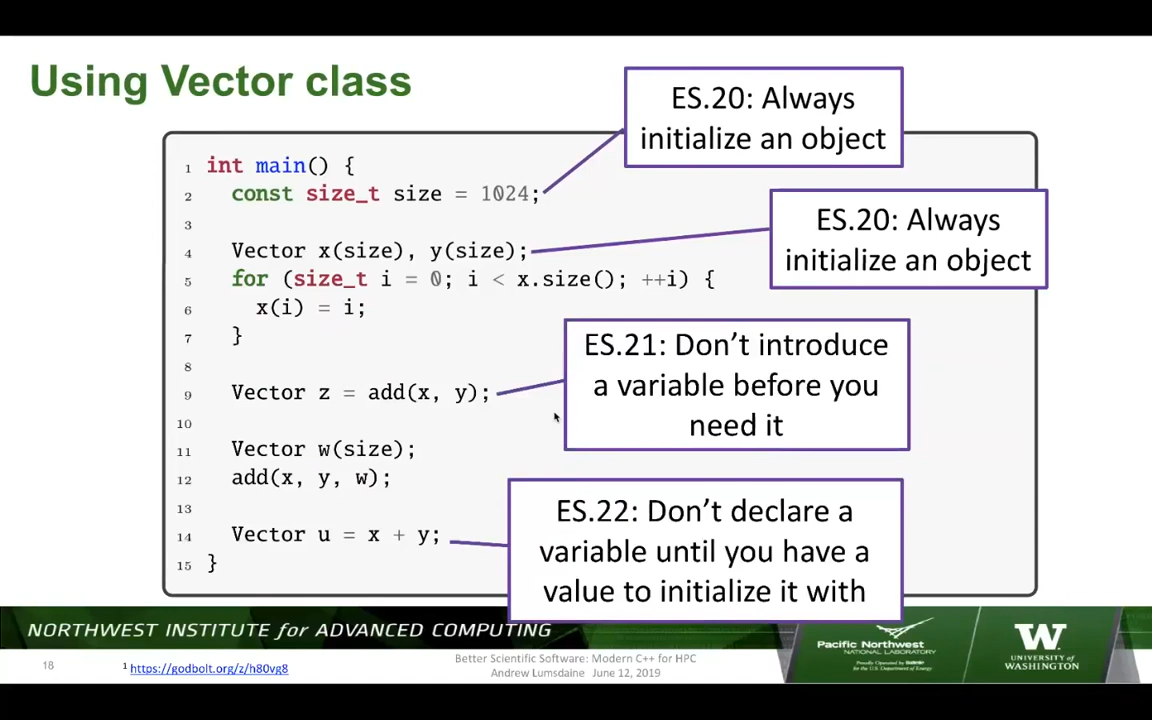 Using Vector class
ES.20: Always
initialize an object
1 int main() {
2 const size_t size = 1024;
3
ES.20: Always
initialize an object
4 Vector x(size), y(size);
5 for (size_t i = 0; i < x.size(); ++i) {
6 x(i) = i;
7 }
8
ES.21: Don’t introduce
a variable before you
need it
9 Vector z = add(x, y);
10
11 Vector w(size);
12 add(x, y, w);
13
ES.22: Don’t declare a
variable until you have a
value to initialize it with
14 Vector u = x + y;
15 }
NORTHWEST INSTITUTE for ADVANCED COMPUTING
Pacific Northwest
NATIONAL LABORATORY
W
UNIVERSITY of
WASHINGTON
18
1 https://godbolt.org/z/h80vg8
Better Scientific Software: Modern C++ for HPC
Andrew Lumsdaine June 12, 2019